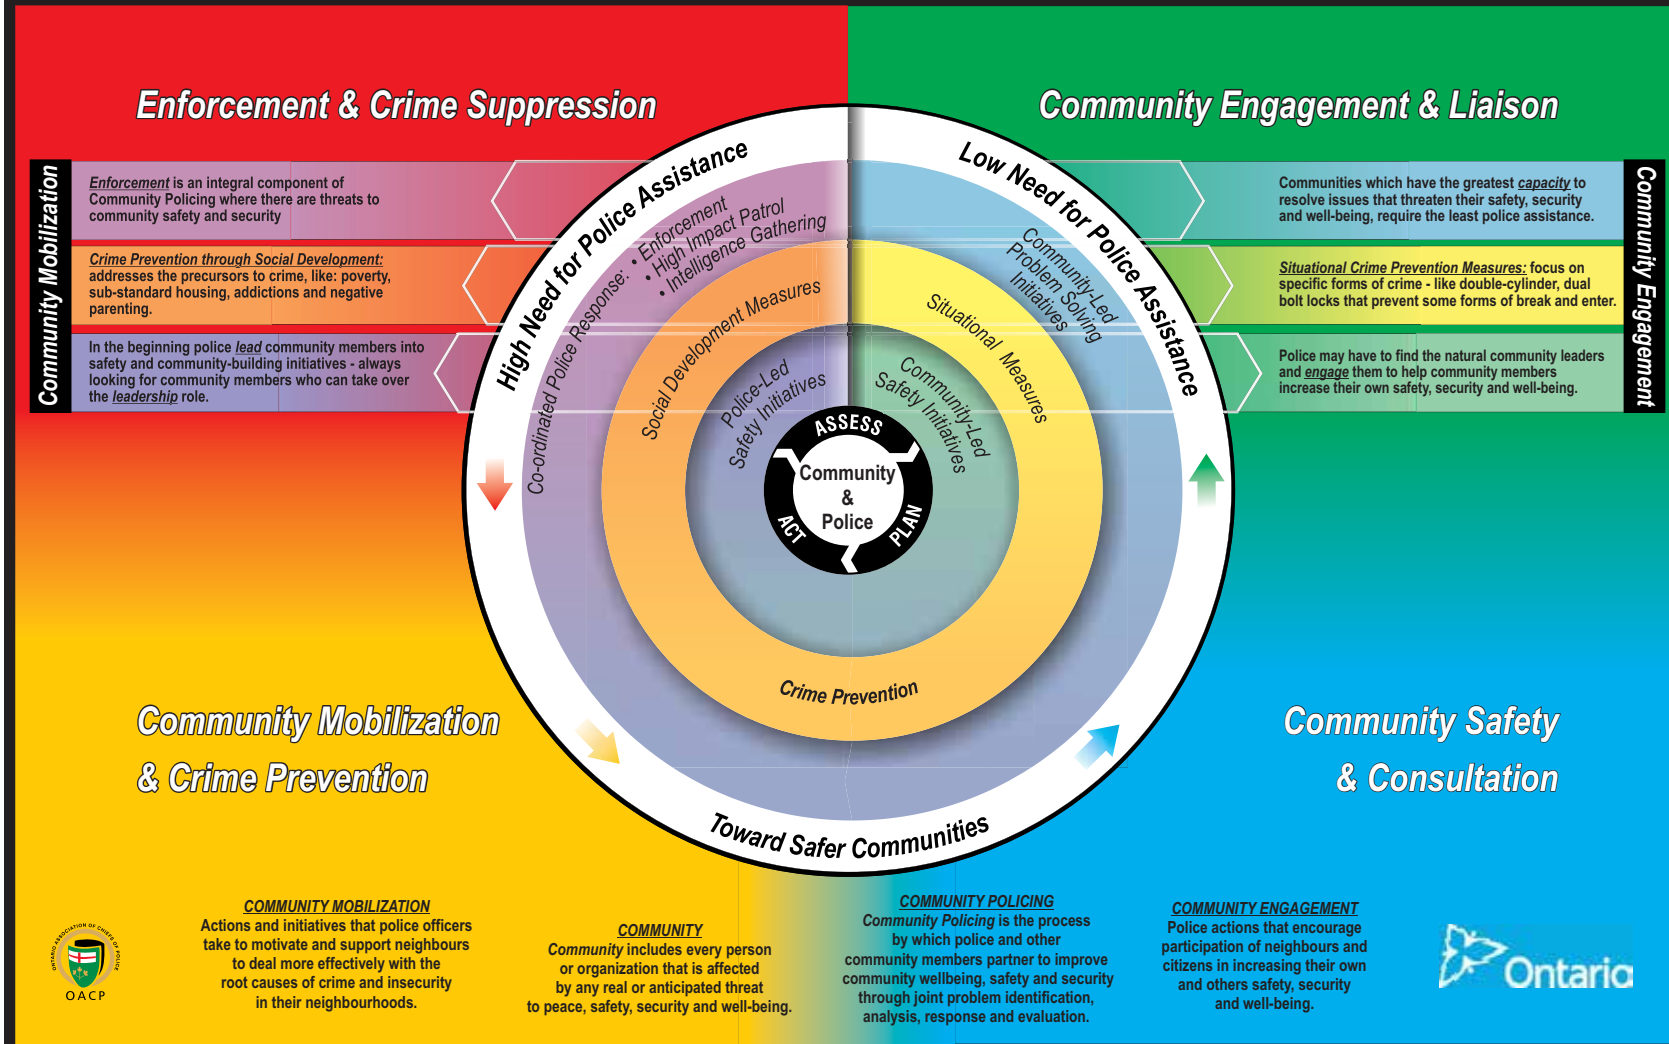 Enforcement & Crime Suppression
Community Engagement & Liaison
Community Mobilization
Enforcement is an integral component of
Community Policing where there are threats to
community safety and security
Crime Prevention through Social Development:
addresses the precursors to crime, like: poverty,
sub-standard housing, addictions and negative
parenting.
In the beginning police lead community members into
safety and community-building initiatives - always
looking for community members who can take over
the leadership role.
High Need for Police Assistance
Co-ordinated Police Response:
• Enforcement
• High Impact Patrol
• Intelligence Gathering
Social Development Measures
Police-Led
Safety Initiatives
Low Need for Police Assistance
Community-Led
Problem Solving
Initiatives
Situational Measures
Community-Led
Safety Initiatives
ASSESS
PLAN
ACT
Community
&
Police
Crime Prevention
Toward Safer Communities
Communities which have the greatest capacity to
resolve issues that threaten their safety, security
and well-being, require the least police assistance.
Situational Crime Prevention Measures: focus on
specific forms of crime - like double-cylinder, dual
bolt locks that prevent some forms of break and enter.
Police may have to find the natural community leaders
and engage them to help community members
increase their own safety, security and well-being.
Community Engagement
Community Mobilization
& Crime Prevention
Community Safety
& Consultation
ONTARIO ASSOCIATION OF CHIEFS OF POLICE
OACP
COMMUNITY MOBILIZATION
Actions and initiatives that police officers
take to motivate and support neighbours
to deal more effectively with the
root causes of crime and insecurity
in their neighbourhoods.
COMMUNITY
Community includes every person
or organization that is affected
by any real or anticipated threat
to peace, safety, security and well-being.
COMMUNITY POLICING
Community Policing is the process
by which police and other
community members partner to improve
community wellbeing, safety and security
through joint problem identification,
analysis, response and evaluation.
COMMUNITY ENGAGEMENT
Police actions that encourage
participation of neighbours and
citizens in increasing their own
and others safety, security
and well-being.
Ontario